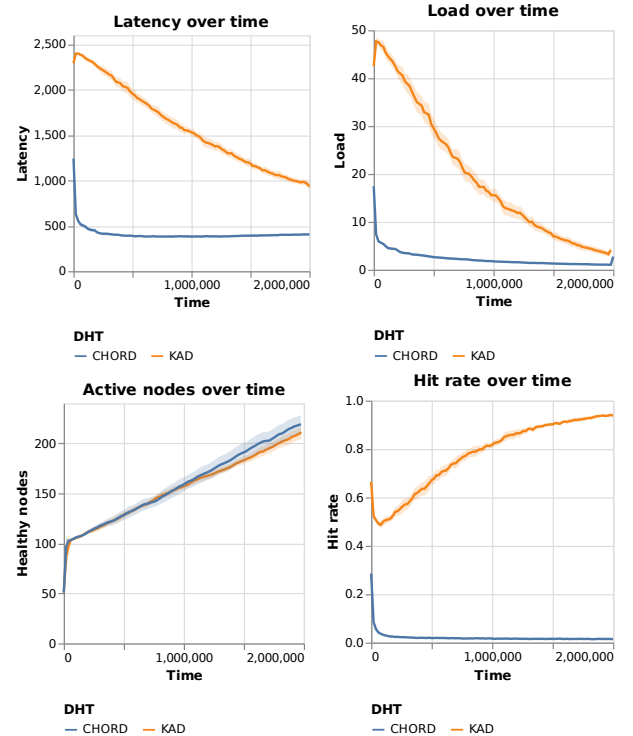 Latency over time
2,500
2,000
1,500
1,000
500
0
Latency
0
1,000,000
2,000,000
Time
DHT
CHORD KAD
Load over time
50
40
30
20
10
0
Load
0
1,000,000
2,000,000
Time
DHT
CHORD KAD
Active nodes over time
200
150
100
50
0
Healthy nodes
0
1,000,000
2,000,000
Time
DHT
CHORD KAD
Hit rate over time
1.0
0.8
0.6
0.4
0.2
0.0
Hit rate
0
1,000,000
2,000,000
Time
DHT
CHORD KAD